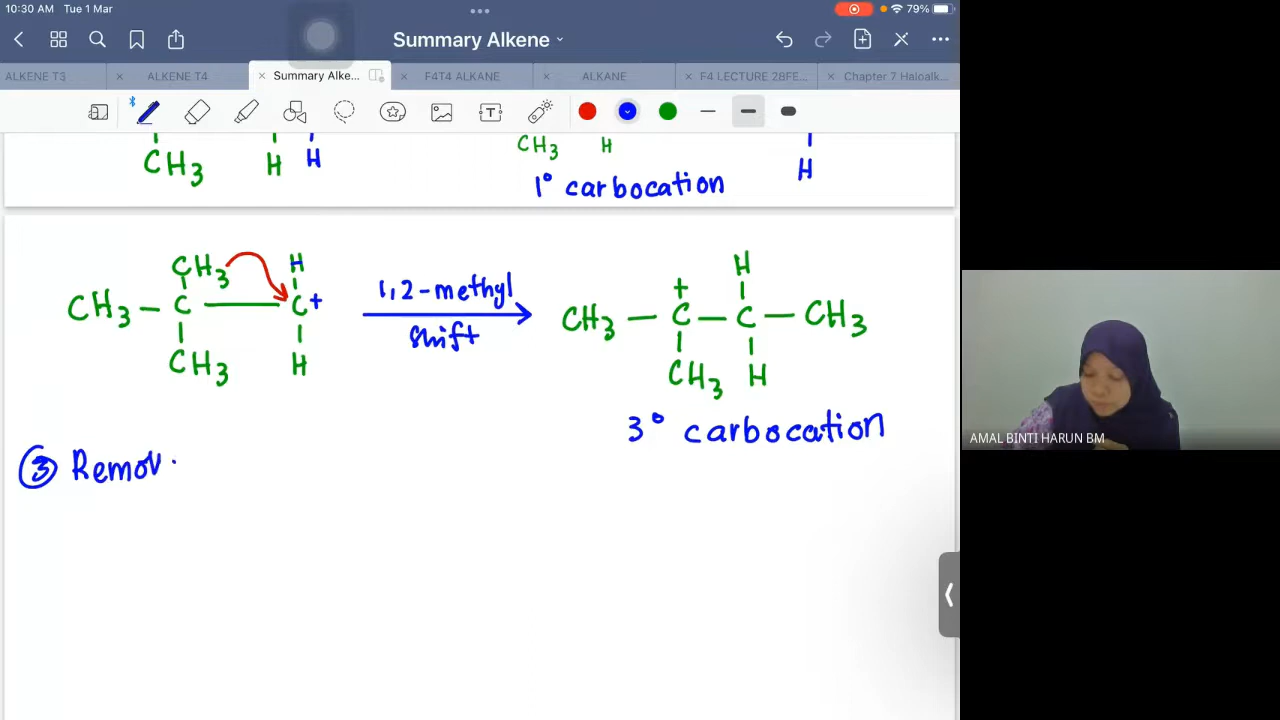 10:30 AM Tue 1 Mar
79%
Summary Alkene
ALKENE T3
ALKENE T4
Summary Alke...
F4T4 ALKANE
ALKANE
F4 LECTURE 28FE...
Chapter 7 Haloalk...
T
CH3 H H
CH3 H
H
1° carbocation
CH3 H
CH3 — C — C +
CH3 H
1,2-methyl
shift
H
+
CH3 — C — C — CH3
CH3 H
3° carbocation
③ Remov
AMAL BINTI HARUN BM